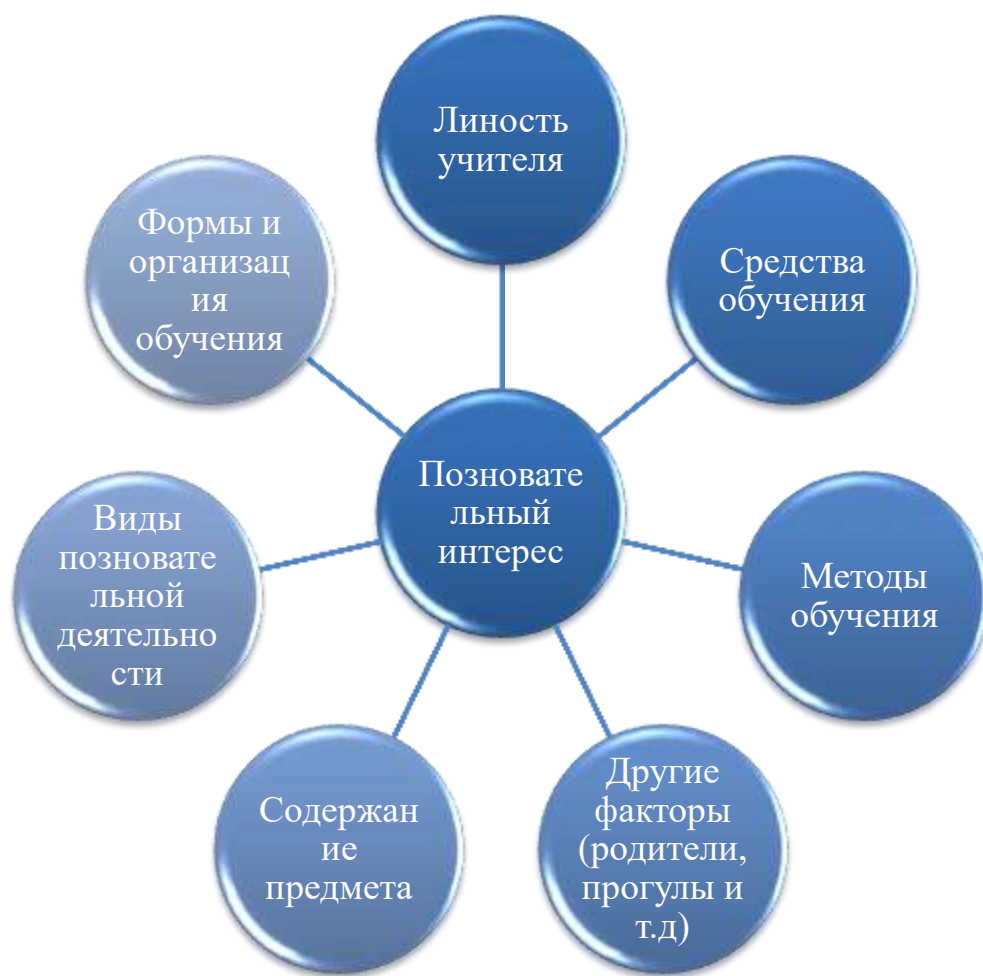 Линость
учителя
Формы и
организац
ия
обучения
Средства
обучения
Позновате
льный
интерес
Виды
позновате
льной
деятельно
сти
Методы
обучения
Содержан
ие
предмета
Другие
факторы
(родители,
прогулы и
т.д)